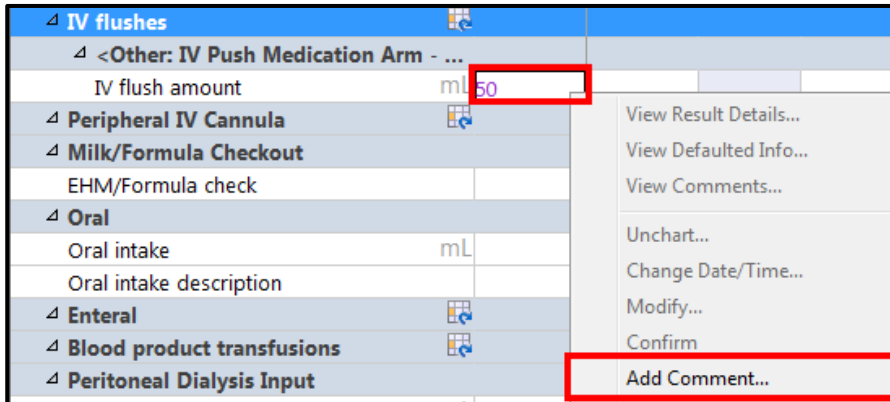 IV flushes
<Other: IV Push Medication Arm - ...
IV flush amount mL 50
Peripheral IV Cannula
Milk/Formula Checkout
EHM/Formula check
Oral
Oral intake mL
Oral intake description
Enteral
Blood product transfusions
Peritoneal Dialysis Input
View Result Details...
View Defaulted Info...
View Comments...
Unchart...
Change Date/Time...
Modify...
Confirm
Add Comment...